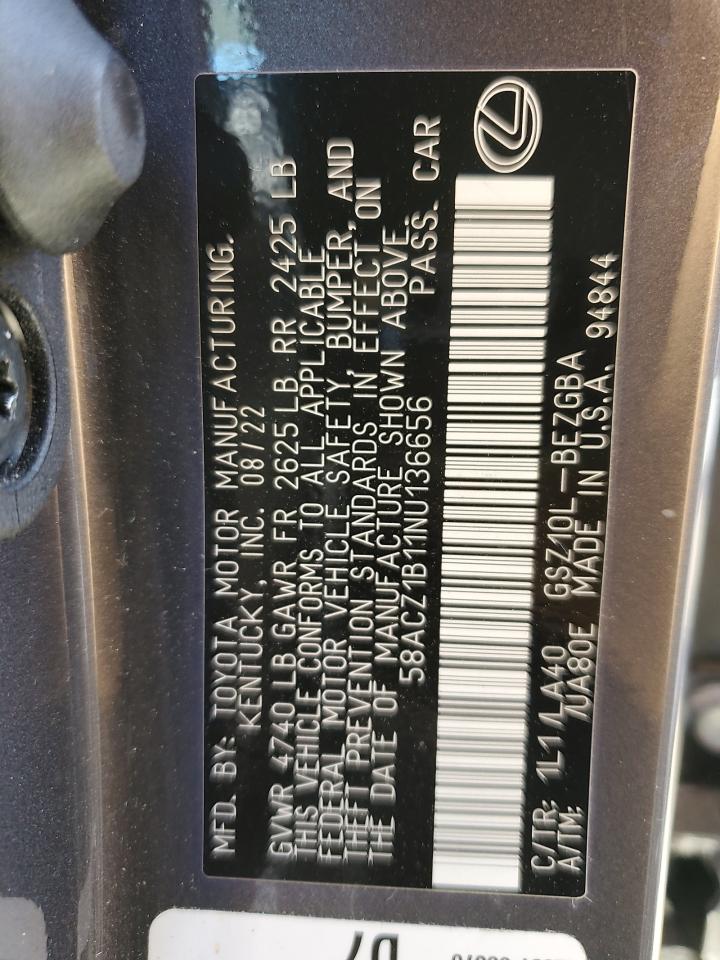 MFD. BY: TOYOTA MOTOR MANUFACTURING,
KENTUCKY, INC. 08/22
GVWR 4740 LB GAWR FR 2625 LB RR 2425 LB
THIS VEHICLE CONFORMS TO ALL APPLICABLE
FEDERAL MOTOR VEHICLE SAFETY, BUMPER, AND
THEFT PREVENTION STANDARDS IN EFFECT ON
THE DATE OF MANUFACTURE SHOWN ABOVE.
58ACZ1B11NU136656 PASS. CAR
C/TR: 1L1/LA40 GSZ10L-BEZGBA
A/TM: /UA80E MADE IN U.S.A. 94844